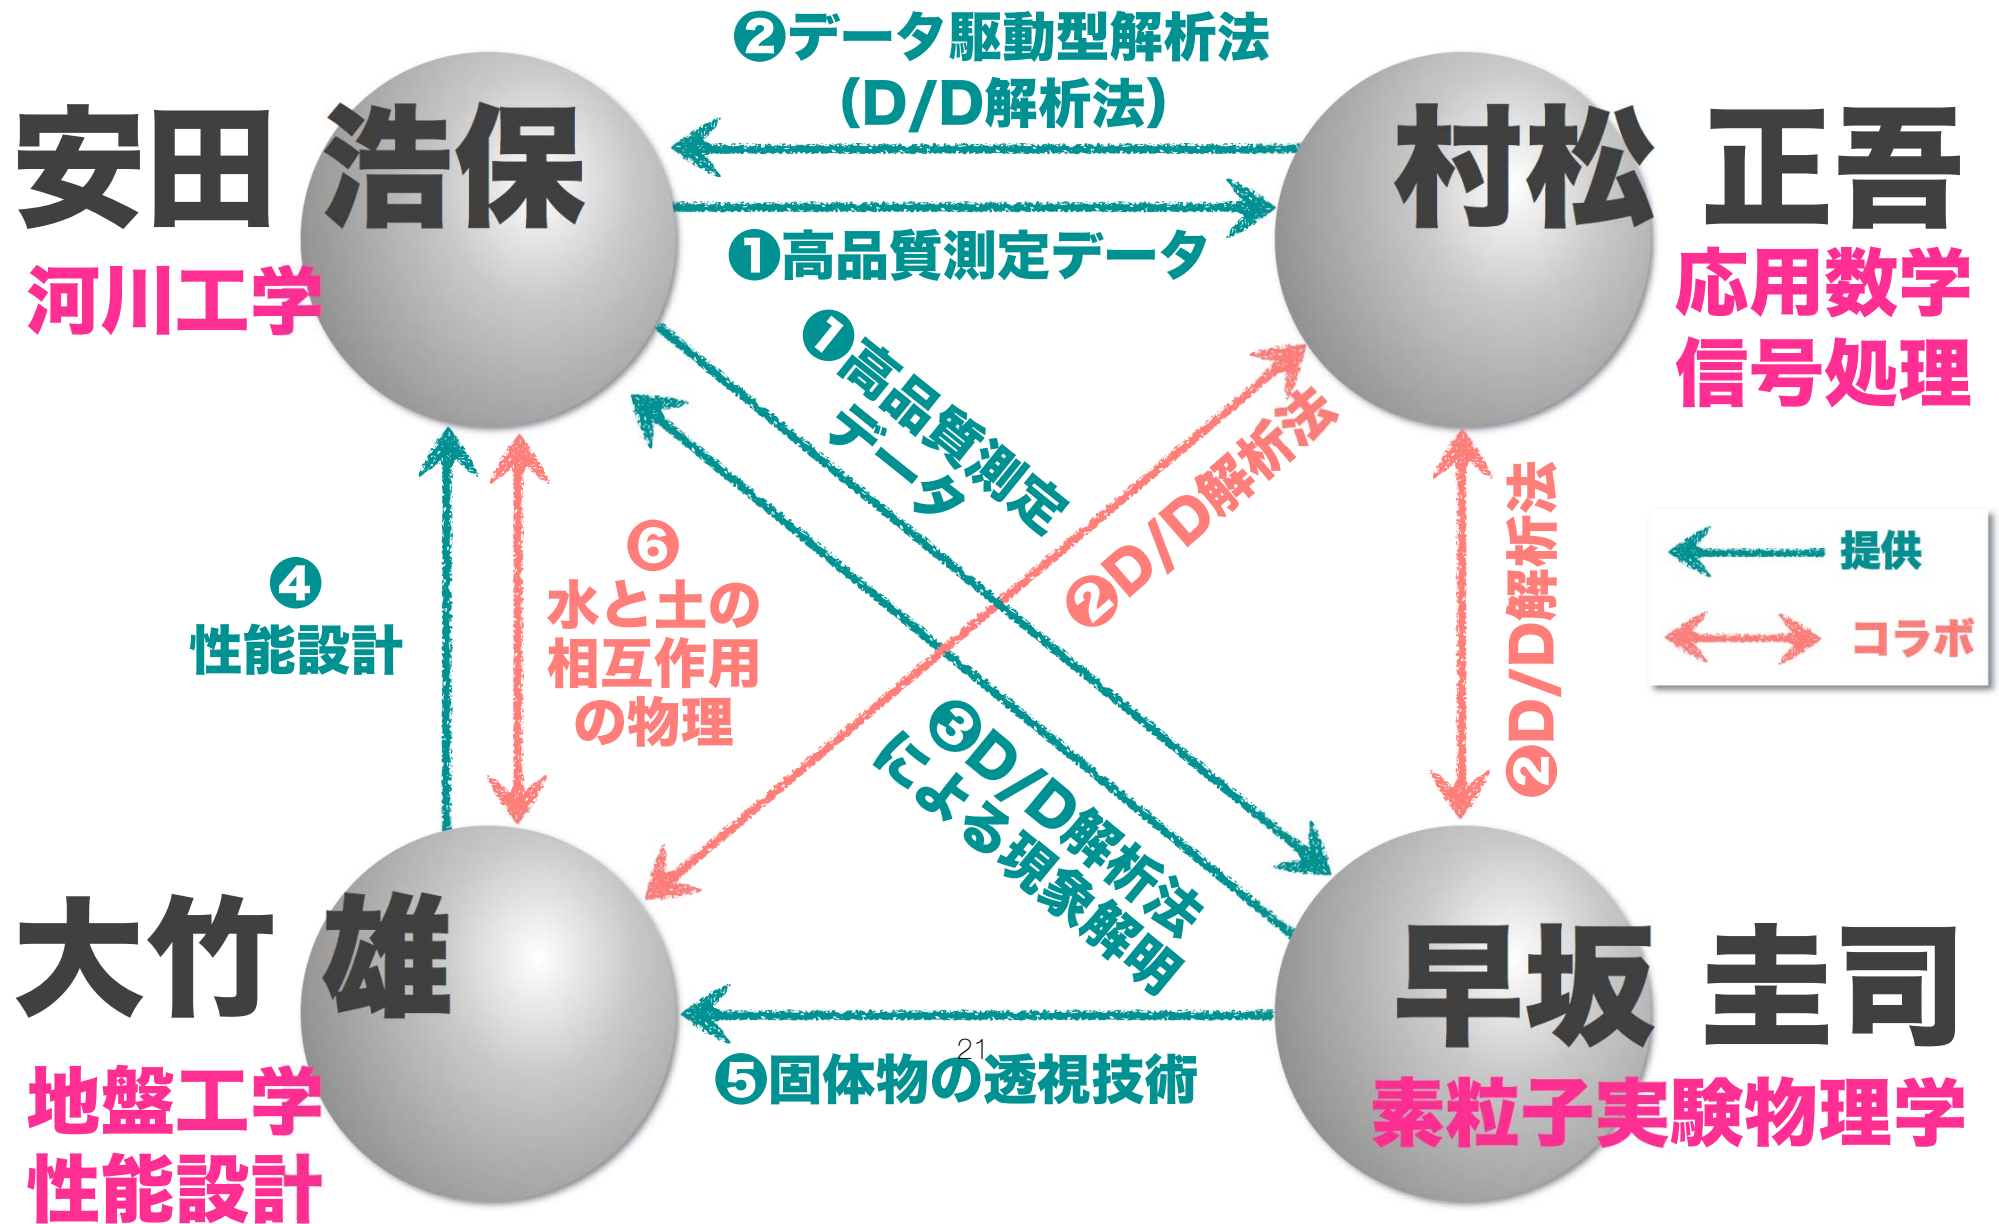 ❷データ駆動型解析法
（D/D解析法）
安田 浩保
村松 正吾
河川工学
❶高品質測定データ
応用数学
信号処理
❶高品質測定
データ
❷D/D解析法
❷D/D解析法
提供
コラボ
❹
性能設計
❻
水と土の
相互作用
の物理
❸D/D解析法
による現象解明
大竹 雄
早坂 圭司
21
❺固体物の透視技術
地盤工学
性能設計
素粒子実験物理学